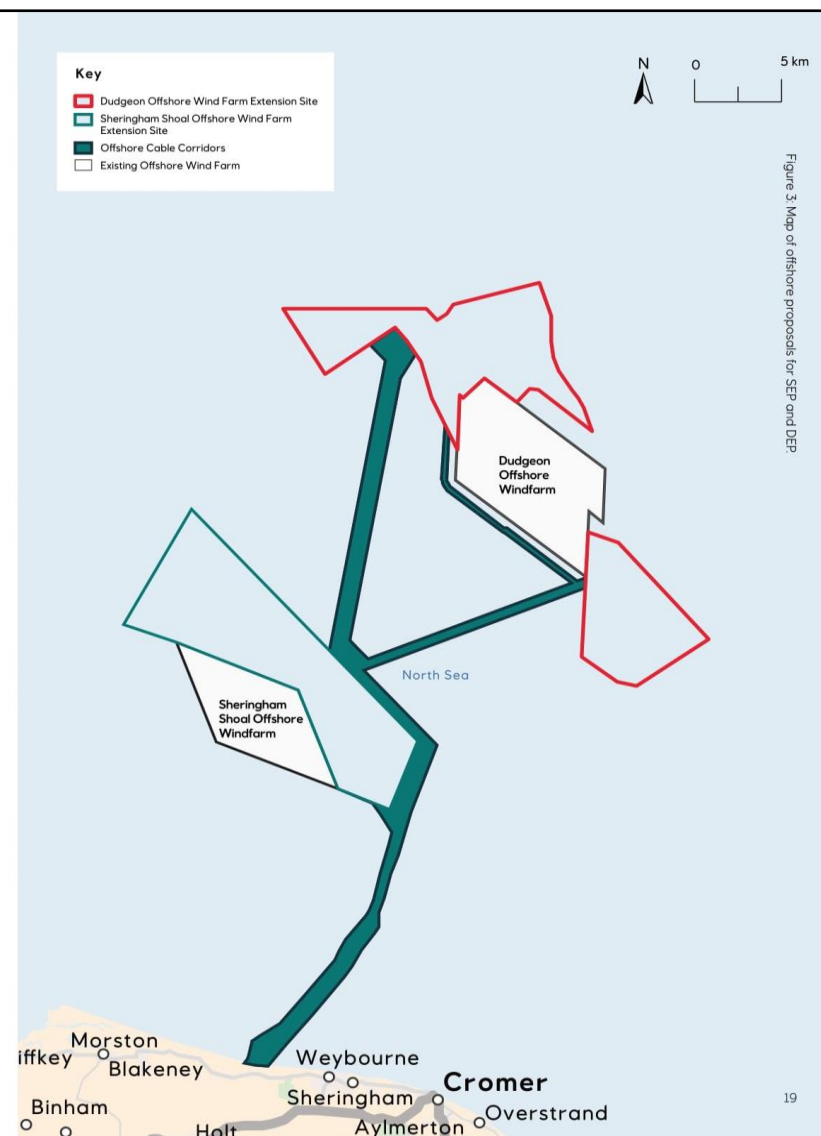 Key
Dudgeon Offshore Wind Farm Extension Site
Sheringham Shoal Offshore Wind Farm
Extension Site
Offshore Cable Corridors
Existing Offshore Wind Farm
N
0
5 km
Figure 3: Map of offshore proposals for SEP and DEP.
Dudgeon
Offshore
Windfarm
North Sea
Sheringham
Shoal Offshore
Windfarm
Morston
iffkey
Blakeney
Weybourne
Cromer
Sheringham
Binham
Overstrand
Holt
Aylmerton
19